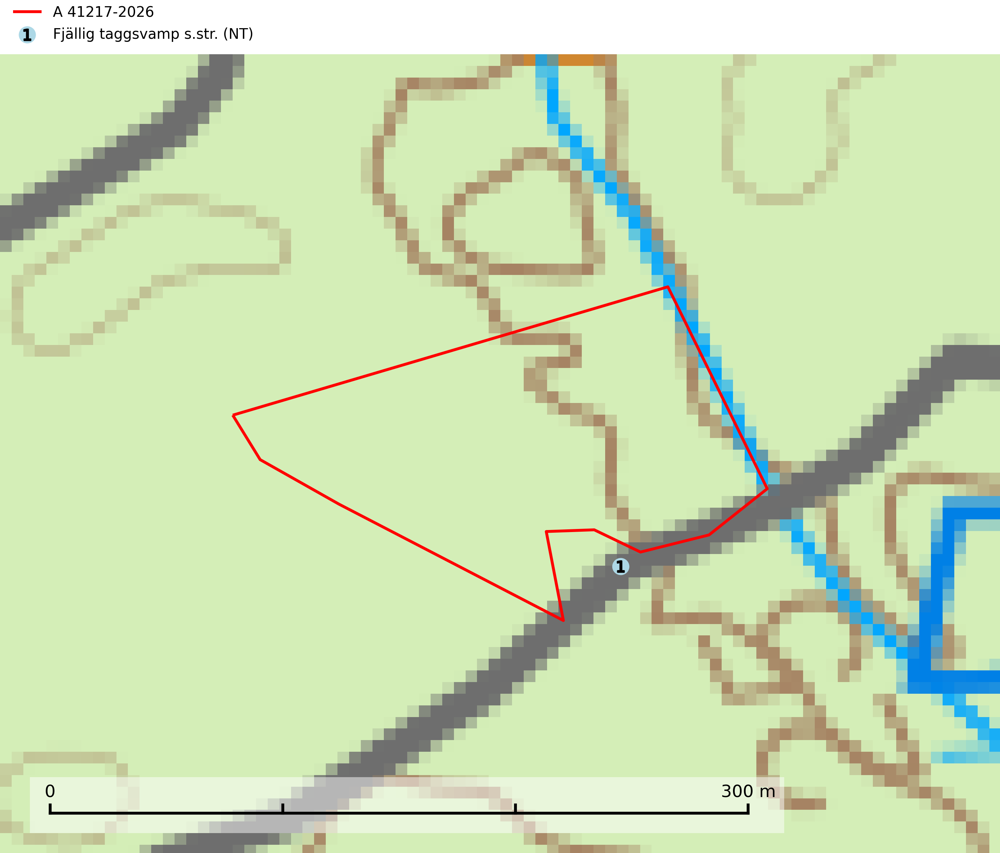 A 41217-2026
1 Fjällig taggsvamp s.str. (NT)
1
0 300 m